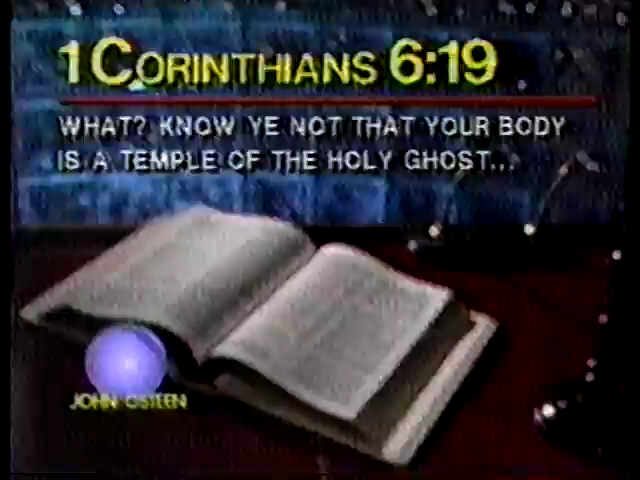 1 CORINTHIANS 6:19
WHAT? KNOW YE NOT THAT YOUR BODY
IS A TEMPLE OF THE HOLY GHOST...
JOHN OSTEEN